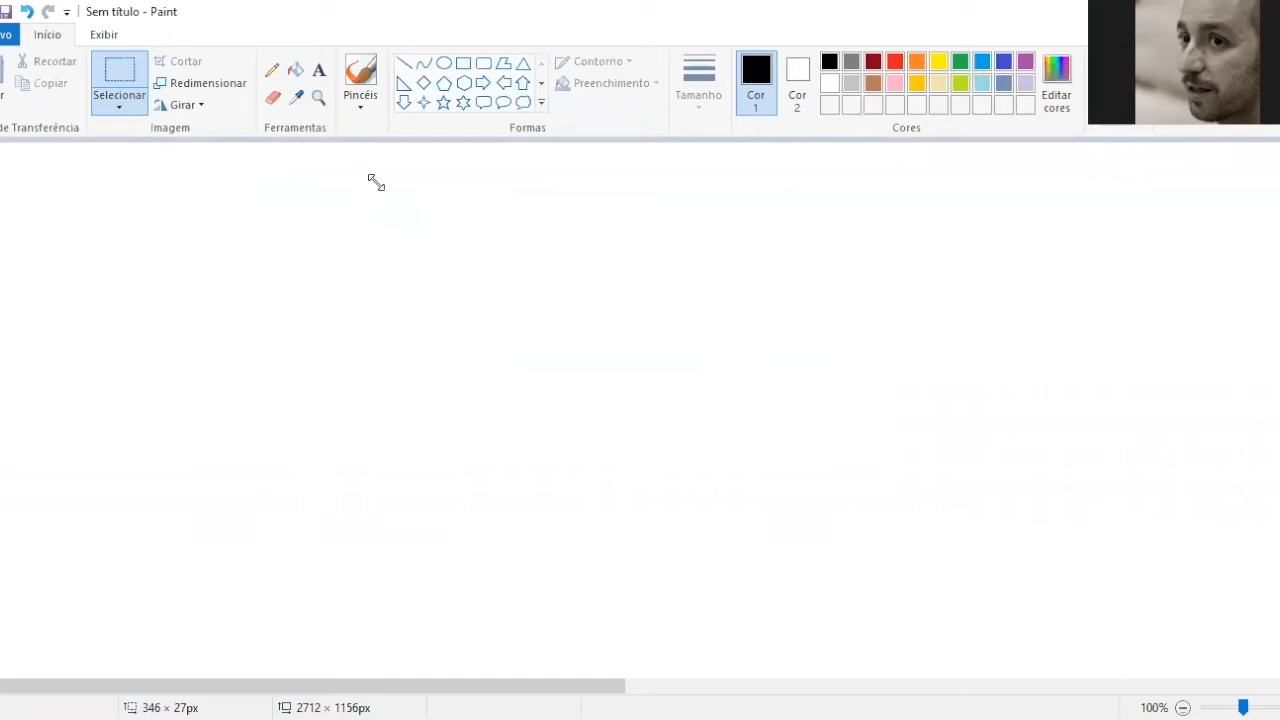 Sem título - Paint
vo
Início
Exibir
Recortar
Copiar
de Transferência
Selecionar
Cortar
Redimensionar
Girar
Imagem
Ferramentas
Pincéis
Contorno
Preenchimento
Formas
Tamanho
Cor
1
Cor
2
Editar
cores
Cores
346 × 27px
2712 × 1156px
100%